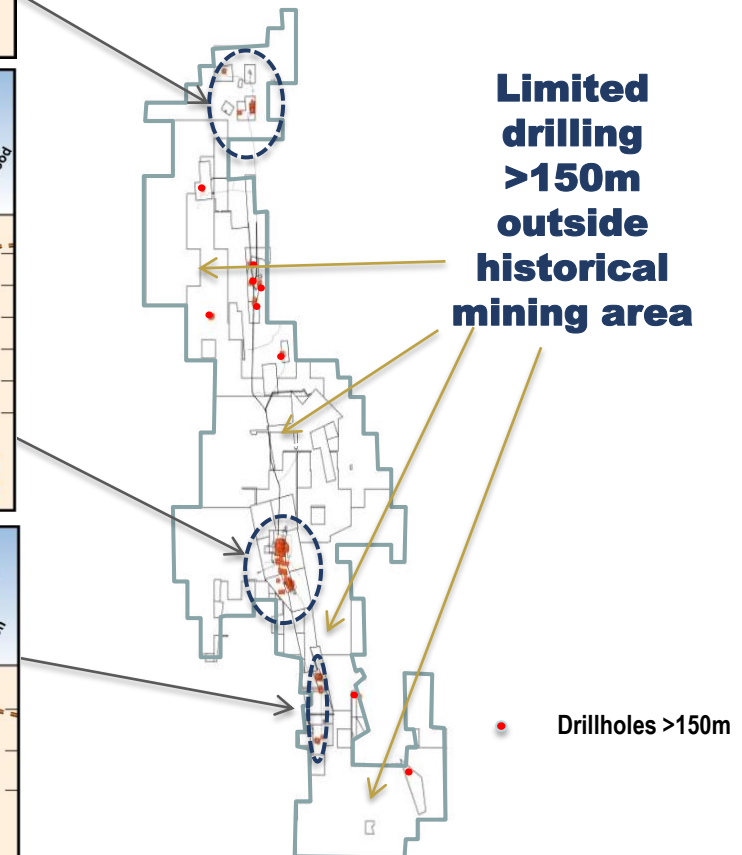 Limited
drilling
>150m
outside
historical
mining area
Drillholes >150m